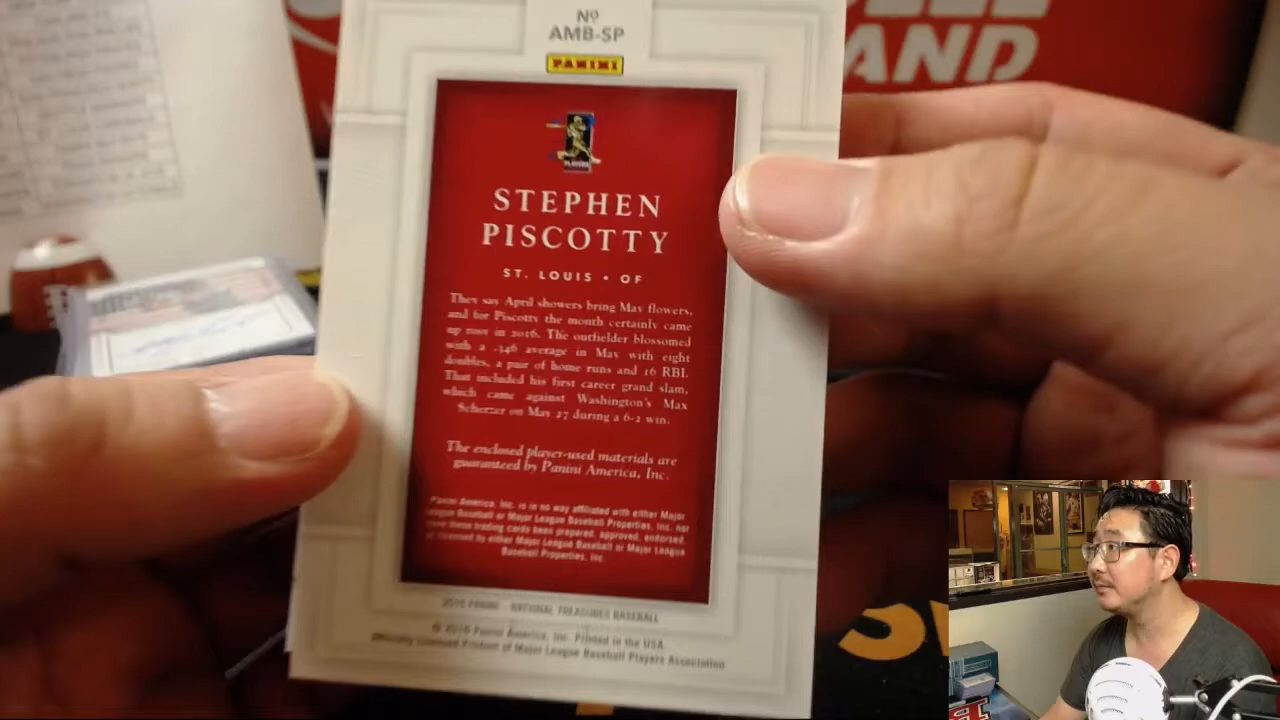 AND
Nº
AMB-SP
PANINI
STEPHEN
PISCOTTY
ST. LOUIS • OF
They say April showers bring May flowers,
and for Piscotty the month certainly came
up roses in 2016. The outfielder blossomed
with a .346 average in May with eight
doubles, a pair of home runs and 16 RBI.
That included his first career grand slam,
which came against Washington's Max
Scherzer on May 27 during a 6-2 win.
The enclosed player-used materials are
guaranteed by Panini America, Inc.
Panini America, Inc. is in no way affiliated with either Major
League Baseball or Major League Baseball Properties, Inc. nor
have these trading cards been prepared, approved, endorsed,
or licensed by either Major League Baseball or Major League
Baseball Properties, Inc.
2016 PANINI - NATIONAL TREASURES BASEBALL
© 2016 Panini America, Inc. Printed in the USA.
Officially Licensed Product of Major League Baseball Players Association